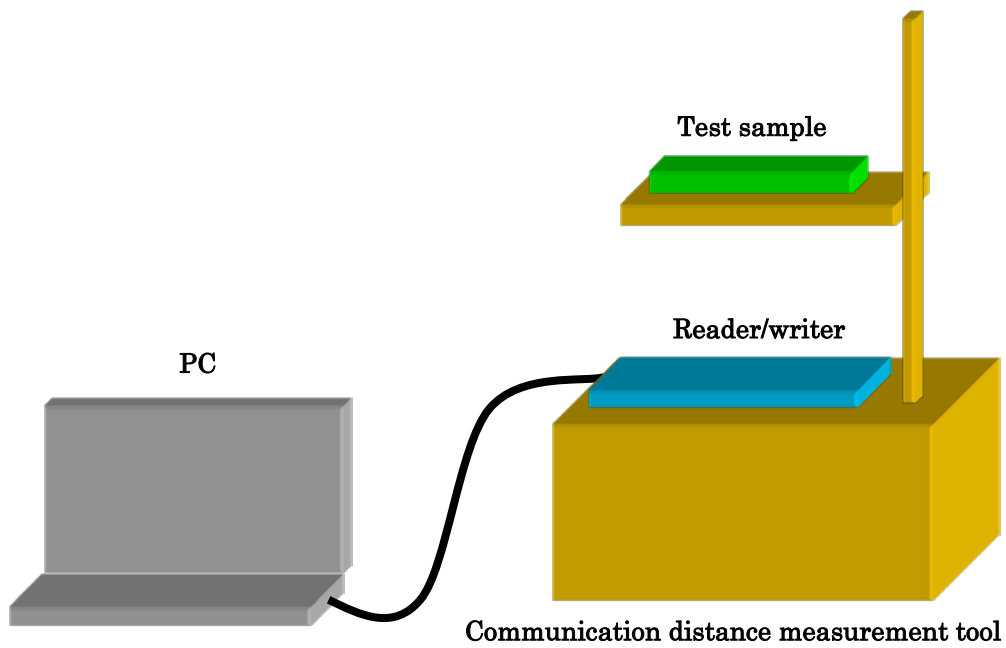 Test sample
Reader/writer
PC
Communication distance measurement tool